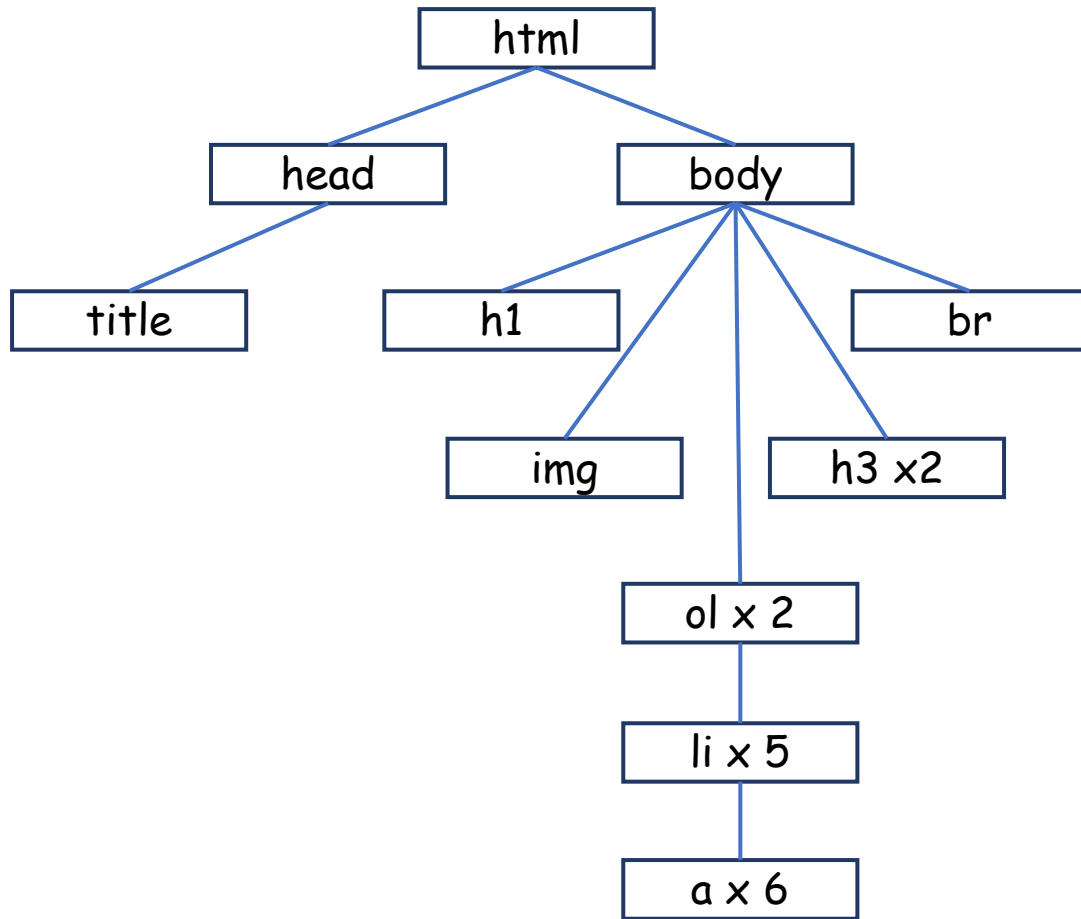 html
head
body
title
h1
br
img
h3 x2
ol x 2
li x 5
a x 6